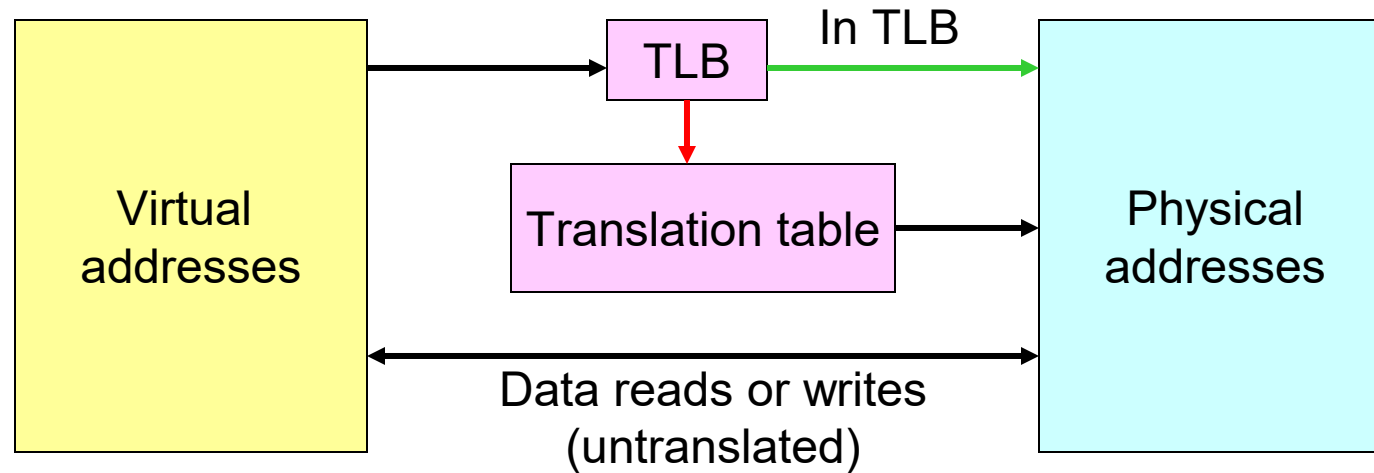 In TLB
TLB
Virtual
addresses
Translation table
Physical
addresses
Data reads or writes
(untranslated)